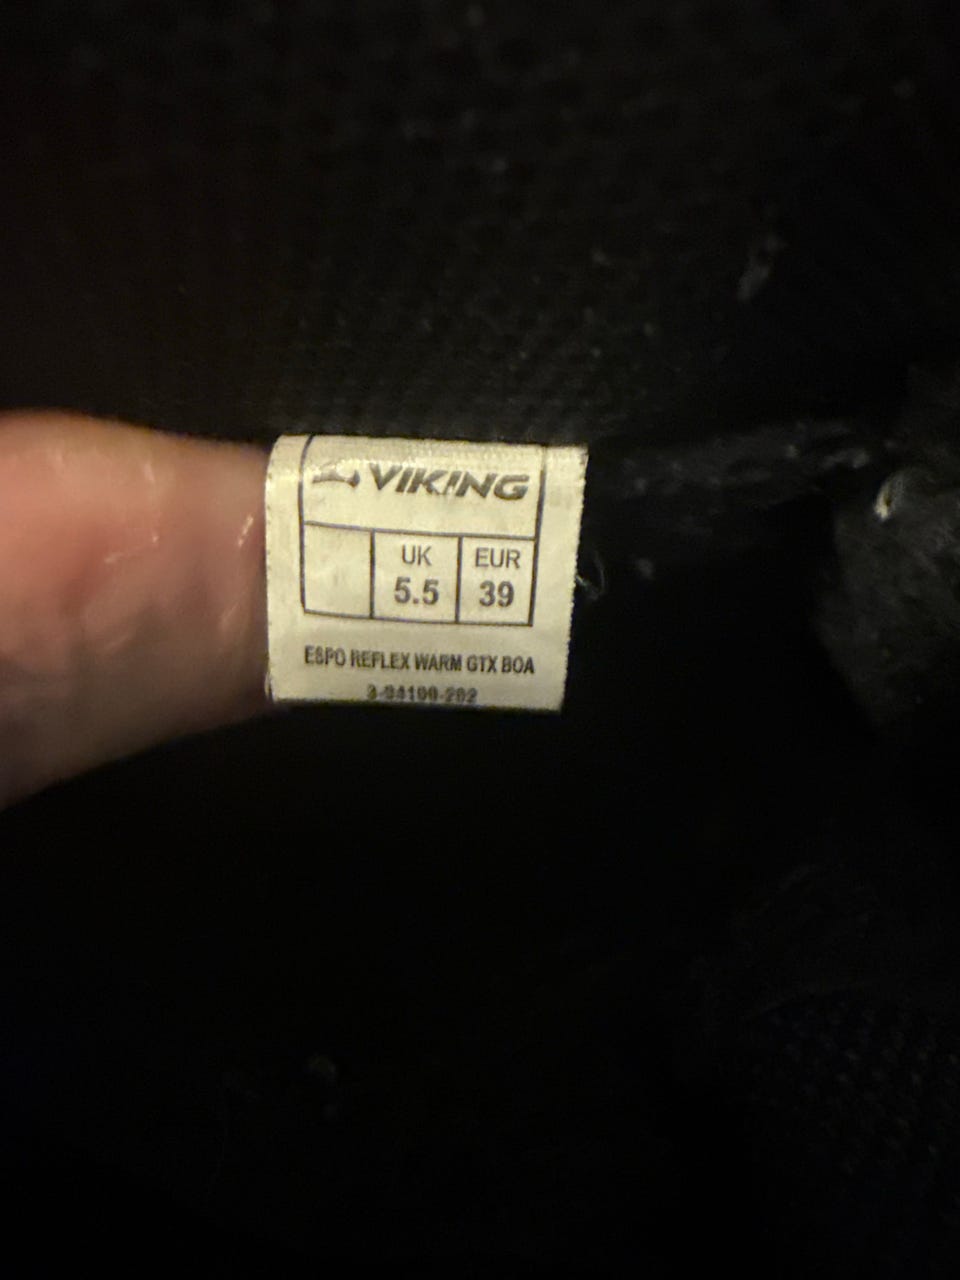 VIKING
UK EUR
5.5 39
ESPO REFLEX WARM GTX BOA